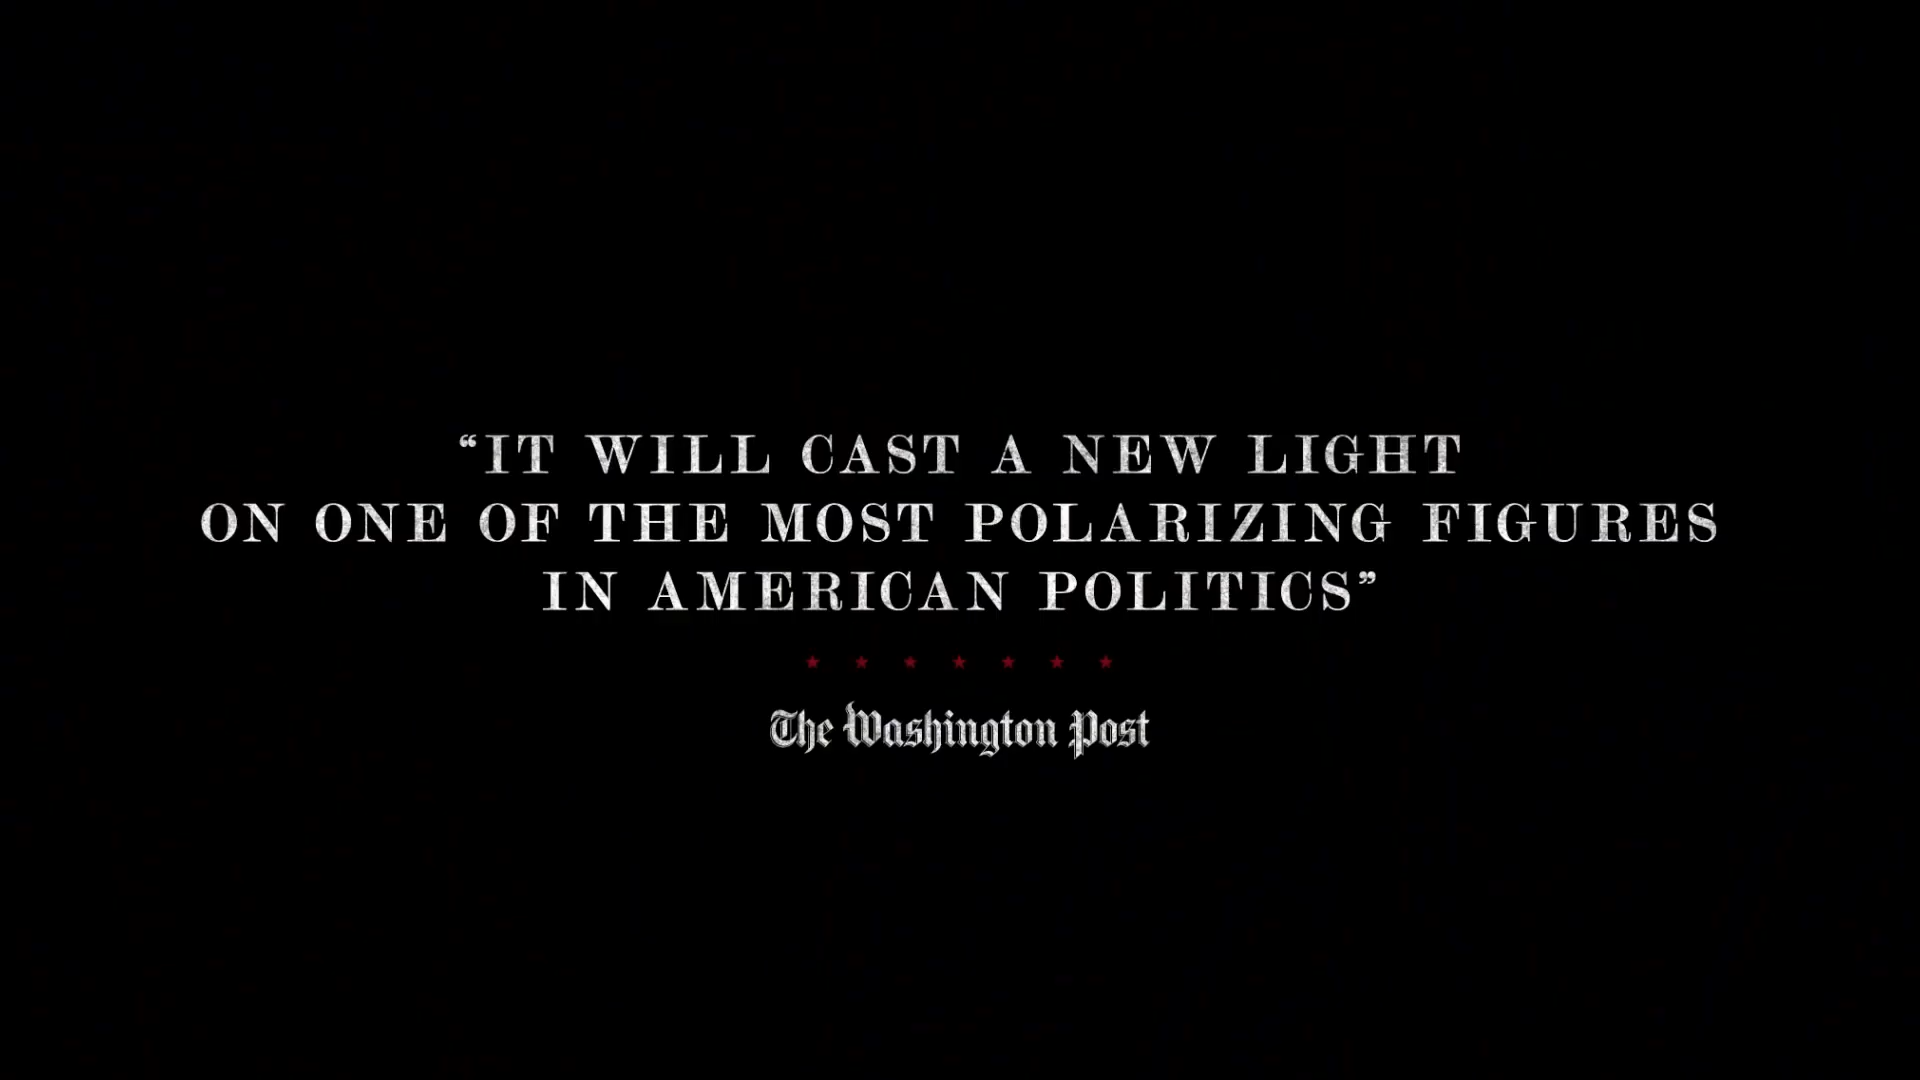 “IT WILL CAST A NEW LIGHT
ON ONE OF THE MOST POLARIZING FIGURES
IN AMERICAN POLITICS”
The Washington Post